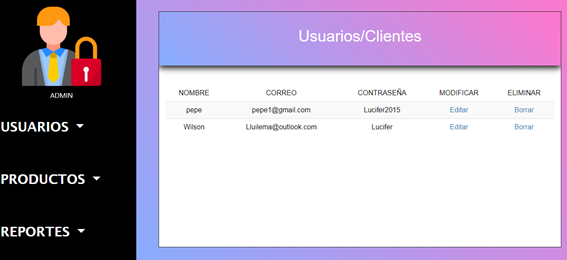 ADMIN
USUARIOS
PRODUCTOS
REPORTES
Usuarios/Clientes
NOMBRE CORREO CONTRASEÑA MODIFICAR ELIMINAR
pepe pepe1@gmail.com Lucifer2015 Editar Borrar
Wilson Lluilema@outlook.com Lucifer Editar Borrar